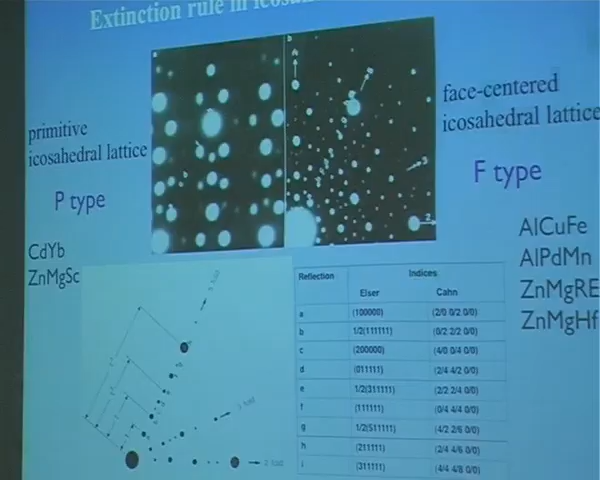 Extinction rule in
primitive
icosahedral lattice
P type
CdYb
ZnMgSc
face-centered
icosahedral lattice
F type
AlCuFe
AlPdMn
ZnMgRE
ZnMgHf
Reflection Indices
Elser Cahn
a (100000) (2/0 0/2 0/0)
b 1/2(111111) (0/2 2/2 0/0)
c (200000) (4/0 0/4 0/0)
d (011111) (2/4 4/2 0/0)
e 1/2(311111) (2/2 2/4 0/0)
f (111111) (0/4 4/4 0/0)
g 1/2(511111) (4/2 2/6 0/0)
h (211111) (2/4 4/6 0/0)
i (311111) (4/4 4/8 0/0)